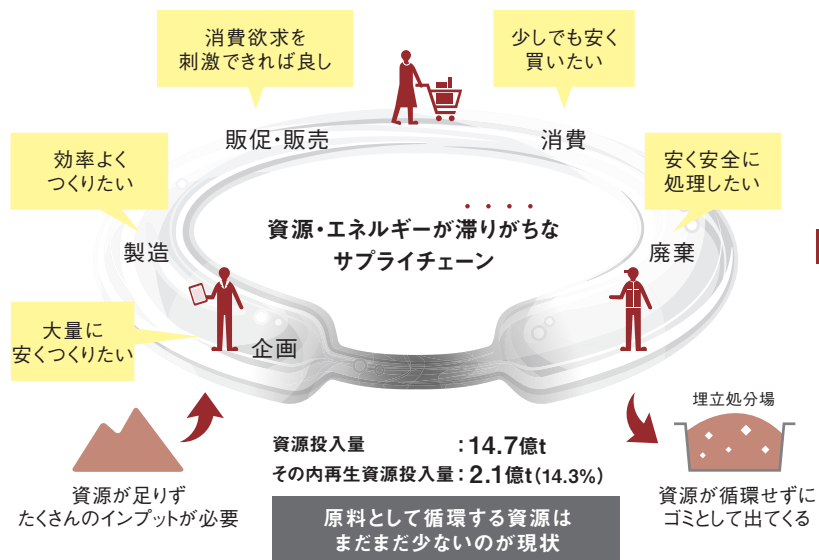 消費欲求を
刺激できれば良し
少しでも安く
買いたい
販促・販売
消費
効率よく
つくりたい
安く安全に
処理したい
資源・エネルギーが滞りがちな
サプライチェーン
製造
廃棄
大量に
安くつくりたい
企画
埋立処分場
資源投入量 :14.7億t
その内再生資源投入量:2.1億t(14.3%)
資源が足りず
たくさんのインプットが必要
原料として循環する資源は
まだまだ少ないのが現状
資源が循環せずに
ゴミとして出てくる